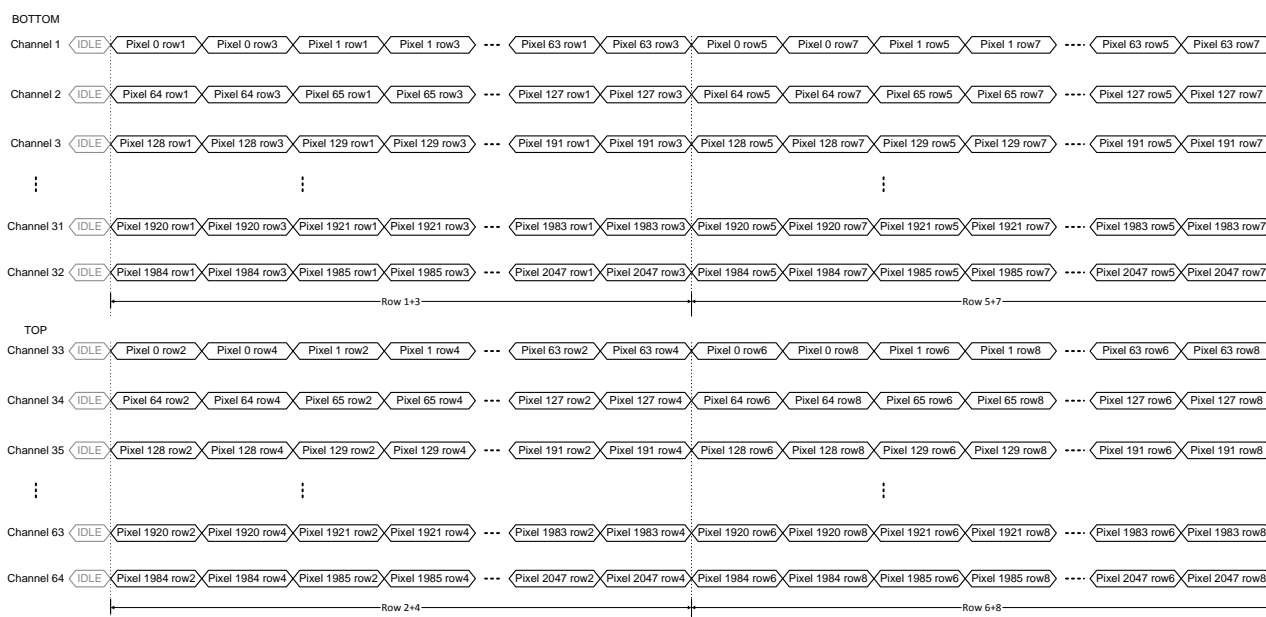 BOTTOM
Channel 1 IDLE Pixel 0 row1 Pixel 0 row3 Pixel 1 row1 Pixel 1 row3 Pixel 63 row1 Pixel 63 row3 Pixel 0 row5 Pixel 0 row7 Pixel 1 row5 Pixel 1 row7 Pixel 63 row5 Pixel 63 row7
Channel 2 IDLE Pixel 64 row1 Pixel 64 row3 Pixel 65 row1 Pixel 65 row3 Pixel 127 row1 Pixel 127 row3 Pixel 64 row5 Pixel 64 row7 Pixel 65 row5 Pixel 65 row7 Pixel 127 row5 Pixel 127 row7
Channel 3 IDLE Pixel 128 row1 Pixel 128 row3 Pixel 129 row1 Pixel 129 row3 Pixel 191 row1 Pixel 191 row3 Pixel 128 row5 Pixel 128 row7 Pixel 129 row5 Pixel 129 row7 Pixel 191 row5 Pixel 191 row7
Channel 31 IDLE Pixel 1920 row1 Pixel 1920 row3 Pixel 1921 row1 Pixel 1921 row3 Pixel 1983 row1 Pixel 1983 row3 Pixel 1920 row5 Pixel 1920 row7 Pixel 1921 row5 Pixel 1921 row7 Pixel 1983 row5 Pixel 1983 row7
Channel 32 IDLE Pixel 1984 row1 Pixel 1984 row3 Pixel 1985 row1 Pixel 1985 row3 Pixel 2047 row1 Pixel 2047 row3 Pixel 1984 row5 Pixel 1984 row7 Pixel 1985 row5 Pixel 1985 row7 Pixel 2047 row5 Pixel 2047 row7
Row 1+3 Row 5+7
TOP
Channel 33 IDLE Pixel 0 row2 Pixel 0 row4 Pixel 1 row2 Pixel 1 row4 Pixel 63 row2 Pixel 63 row4 Pixel 0 row6 Pixel 0 row8 Pixel 1 row6 Pixel 1 row8 Pixel 63 row6 Pixel 63 row8
Channel 34 IDLE Pixel 64 row2 Pixel 64 row4 Pixel 65 row2 Pixel 65 row4 Pixel 127 row2 Pixel 127 row4 Pixel 64 row6 Pixel 64 row8 Pixel 65 row6 Pixel 65 row8 Pixel 127 row6 Pixel 127 row8
Channel 35 IDLE Pixel 128 row2 Pixel 128 row4 Pixel 129 row2 Pixel 129 row4 Pixel 191 row2 Pixel 191 row4 Pixel 128 row6 Pixel 128 row8 Pixel 129 row6 Pixel 129 row8 Pixel 191 row6 Pixel 191 row8
Channel 63 IDLE Pixel 1920 row2 Pixel 1920 row4 Pixel 1921 row2 Pixel 1921 row4 Pixel 1983 row2 Pixel 1983 row4 Pixel 1920 row6 Pixel 1920 row8 Pixel 1921 row6 Pixel 1921 row8 Pixel 1983 row6 Pixel 1983 row8
Channel 64 IDLE Pixel 1984 row2 Pixel 1984 row4 Pixel 1985 row2 Pixel 1985 row4 Pixel 2047 row2 Pixel 2047 row4 Pixel 1984 row6 Pixel 1984 row8 Pixel 1985 row6 Pixel 1985 row8 Pixel 2047 row6 Pixel 2047 row8
Row 2+4 Row 6+8